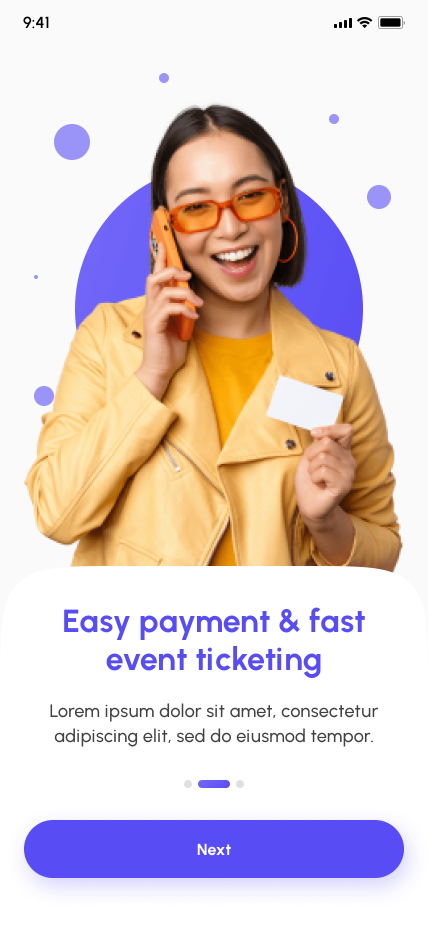 9:41
Easy payment & fast
event ticketing
Lorem ipsum dolor sit amet, consectetur
adipiscing elit, sed do eiusmod tempor.
Next